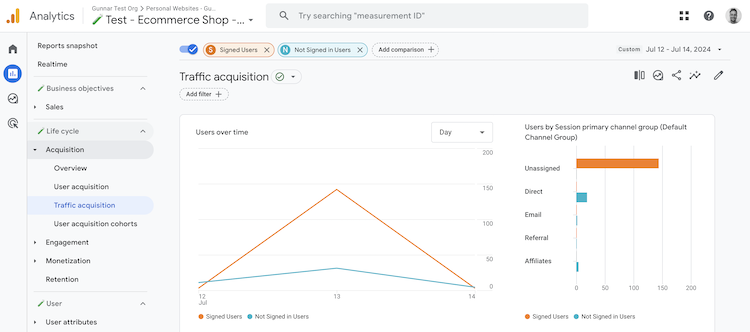 Analytics
Gunnar Test Org > Personal Websites - Gu...
Test - Ecommerce Shop -...
Try searching "measurement ID"
Reports snapshot
Realtime
Business objectives
Sales
Life cycle
Acquisition
Overview
User acquisition
Traffic acquisition
User acquisition cohorts
Engagement
Monetization
Retention
User
User attributes
S Signed Users
N Not Signed in Users
Add comparison +
Custom Jul 12 - Jul 14, 2024
Traffic acquisition
Add filter +
Users over time
Day
200
150
100
50
0
12
Jul
13
14
Signed Users Not Signed in Users
Users by Session primary channel group (Default
Channel Group)
Unassigned
Direct
Email
Referral
Affiliates
0 50 100 150 200
Signed Users Not Signed in Users